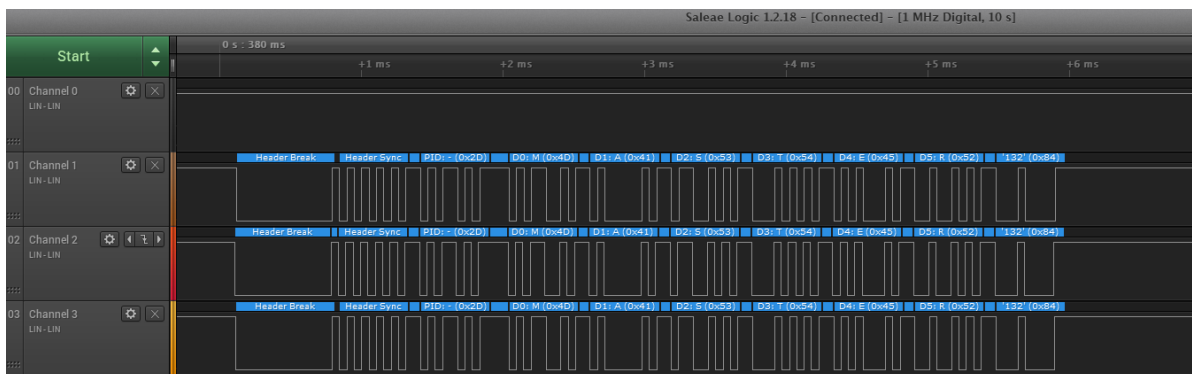 Saleae Logic 1.2.18 - [Connected] - [1 MHz Digital, 10 s]
Start
0 s : 380 ms
+1 ms +2 ms +3 ms +4 ms +5 ms +6 ms
00 Channel 0
LIN-LIN
Header Break Header Sync PID: - (0x2D) D0: M (0x4D) D1: A (0x41) D2: S (0x53) D3: T (0x54) D4: E (0x45) D5: R (0x52) '132' (0x84)
01 Channel 1
LIN-LIN
Header Break Header Sync PID: - (0x2D) D0: M (0x4D) D1: A (0x41) D2: S (0x53) D3: T (0x54) D4: E (0x45) D5: R (0x52) '132' (0x84)
02 Channel 2
LIN-LIN
Header Break Header Sync PID: - (0x2D) D0: M (0x4D) D1: A (0x41) D2: S (0x53) D3: T (0x54) D4: E (0x45) D5: R (0x52) '132' (0x84)
03 Channel 3
LIN-LIN